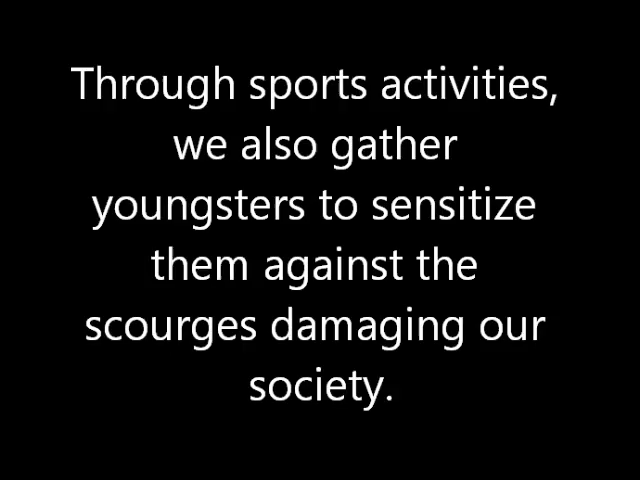 Through sports activities,
we also gather
youngsters to sensitize
them against the
scourges damaging our
society.